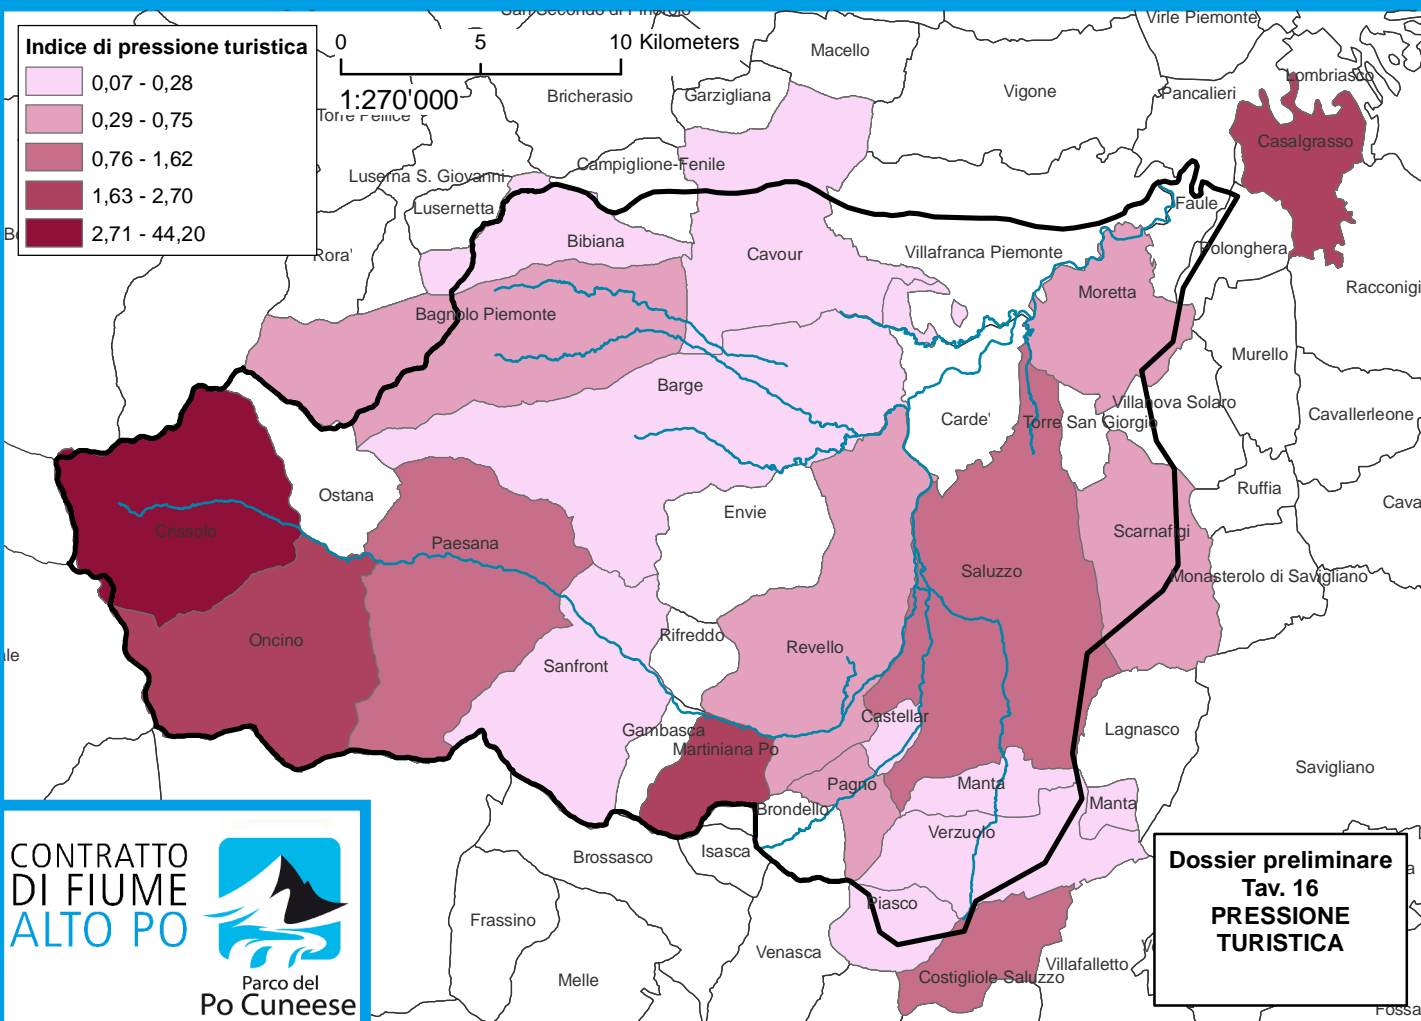 San Secondo di Pinerolo
Virle Piemonte
Indice di pressione turistica
0,07 - 0,28
0,29 - 0,75
0,76 - 1,62
1,63 - 2,70
2,71 - 44,20
0 5 10 Kilometers
1:270'000
Macello
Lombriasco
Bricherasio
Garzigliana
Vigone
Pancalieri
Torre Pellice
Casalgrasso
Campiglione-Fenile
Luserna S. Giovanni
Lusernetta
Faule
Bibiana
Cavour
Villafranca Piemonte
Polonghera
Rora'
Moretta
Racconigi
Bagnolo Piemonte
Murello
Barge
Villanova Solaro
Carde'
Torre San Giorgio
Cavallerleone
Ostana
Ruffia
Envie
Cava
Crissolo
Paesana
Scarnafigi
Saluzzo
Monasterolo di Savigliano
Oncino
Rifreddo
Revello
Sanfront
Castellar
Gambasca
Martiniana Po
Lagnasco
Savigliano
Pagno
Manta
Manta
Brondello
Verzuolo
Isasca
Brossasco
Piasco
Frassino
Venasca
Melle
Costigliole Saluzzo
Villafalletto
Fossa
CONTRATTO
DI FIUME
ALTO PO
Parco del
Po Cuneese
Dossier preliminare
Tav. 16
PRESSIONE
TURISTICA